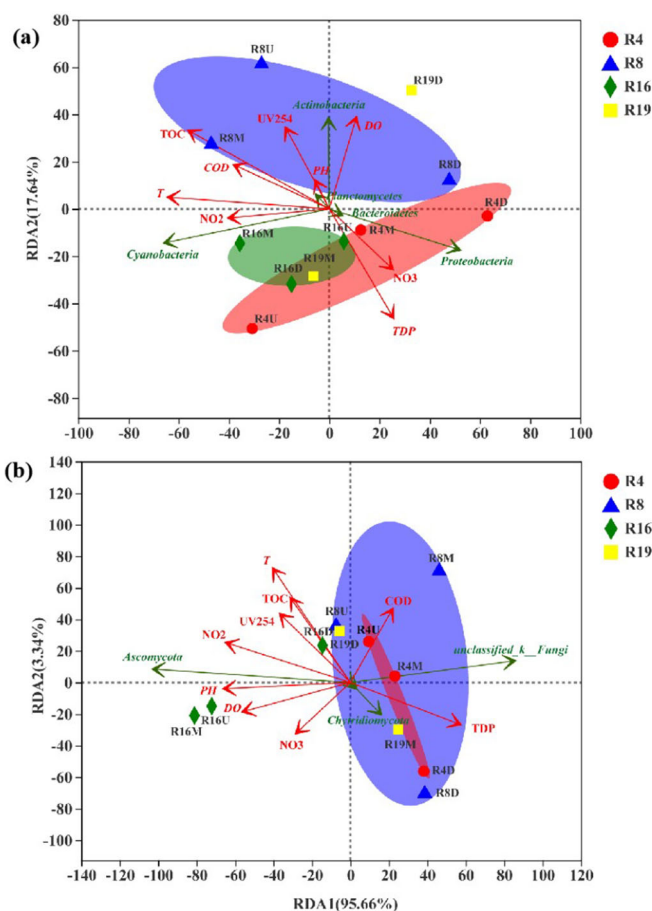 (a)
80
60
40
20
0
-20
-40
-60
-80
RDA2(17.64%)
R8U
R19D
Actinobacteria
UV254
DO
TOC
R8M
COD
PH
R8D
T
Planctomycetes
Bacteroidetes
R4D
NO2
R16M
R16U
R4M
Cyanobacteria
Proteobacteria
R16D
R19M
NO3
R4U
TDP
-100 -80 -60 -40 -20 0 20 40 60 80 100
R4
R8
R16
R19
(b)
140
120
100
80
60
40
20
0
-20
-40
-60
-80
-100
RDA2(3.34%)
T
R8M
TOC
COD
UV254
R8U
R16D
R19D
R4U
NO2
unclassified_k__Fungi
Ascomycota
R4M
PH
DO
Chytridiomycota
R16U
R16M
TDP
NO3
R19M
R4D
R8D
-140 -120 -100 -80 -60 -40 -20 0 20 40 60 80 100 120
RDA1(95.66%)
R4
R8
R16
R19